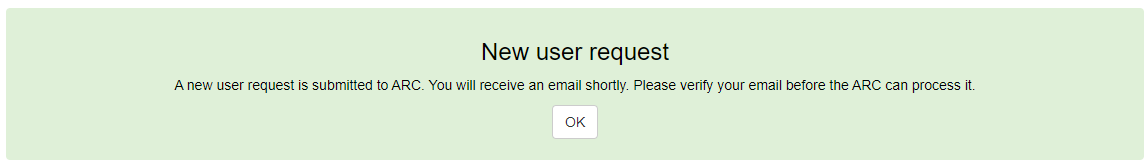 New user request
A new user request is submitted to ARC. You will receive an email shortly. Please verify your email before the ARC can process it.
OK